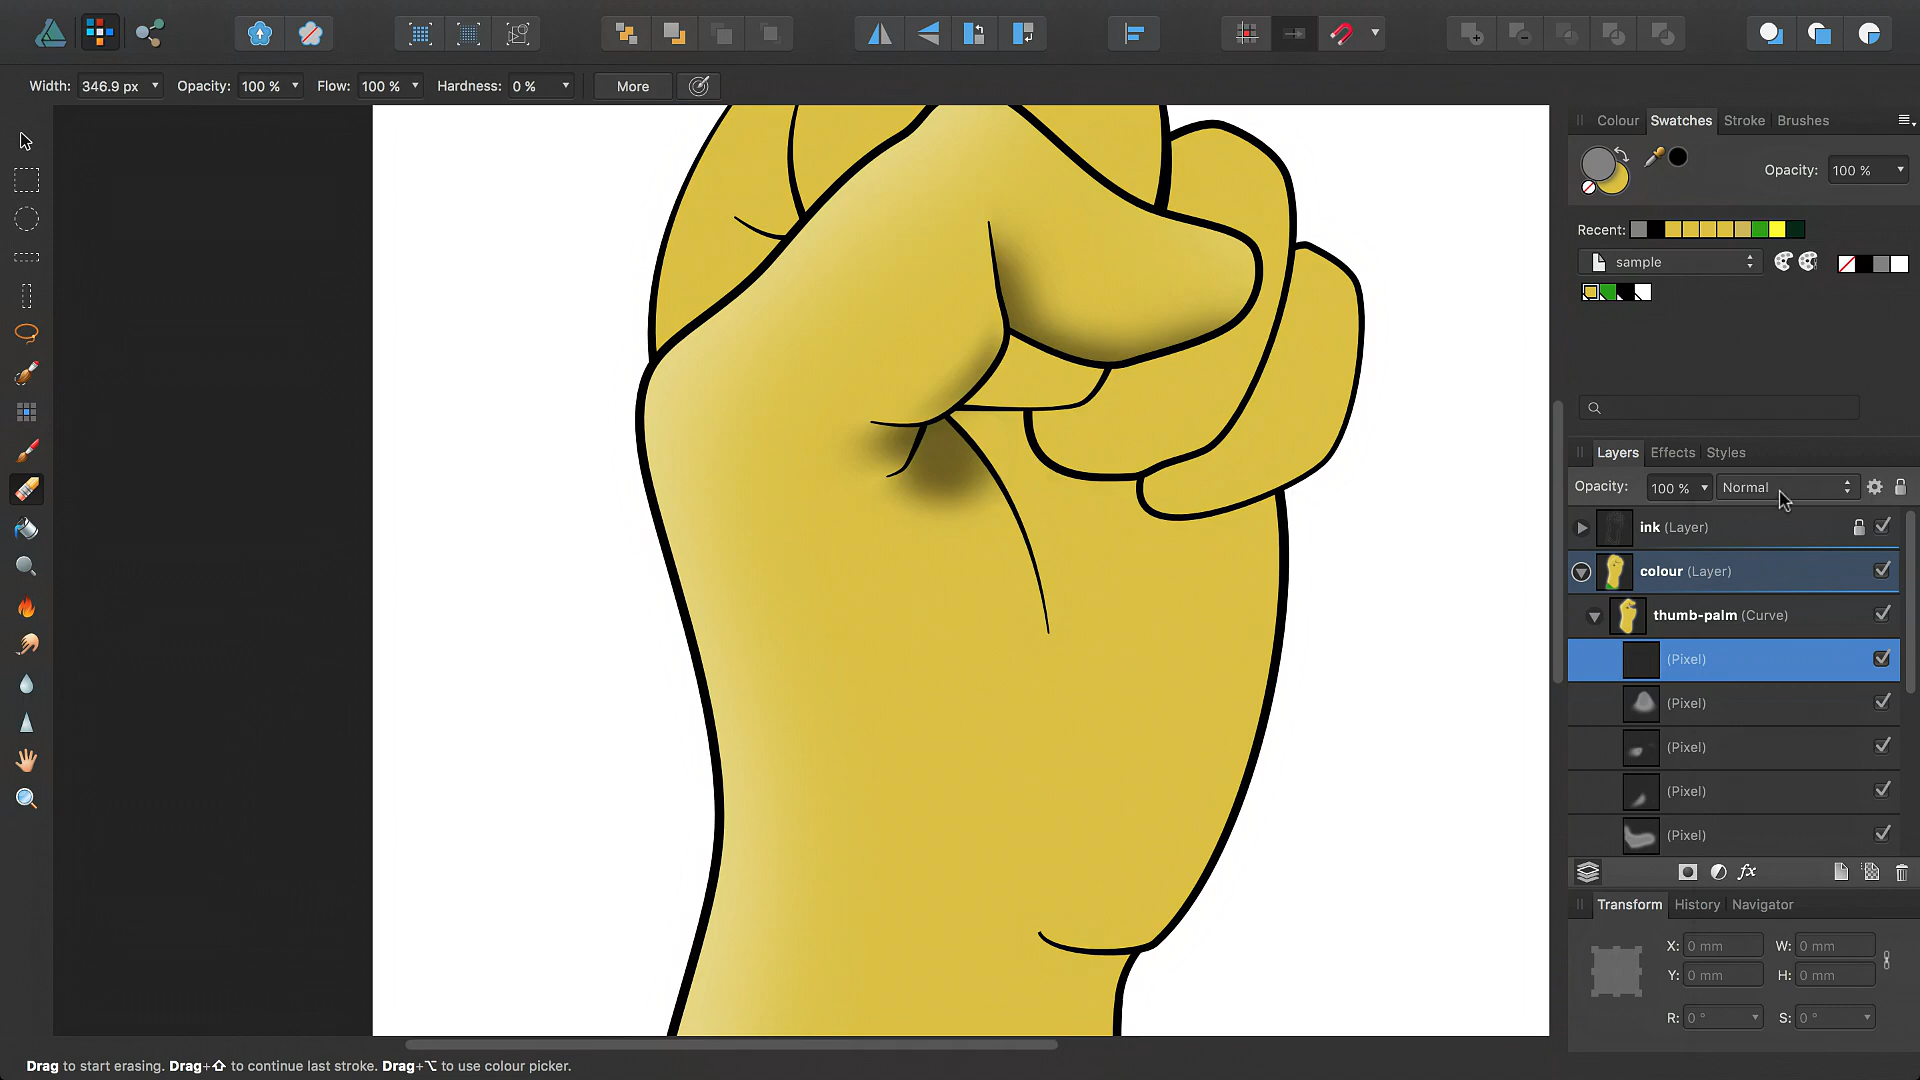 Width: 346.9 px Opacity: 100 % Flow: 100 % Hardness: 0 % More
Colour Swatches Stroke Brushes
Opacity: 100 %
Recent:
sample
Layers Effects Styles
Opacity: 100 % Normal
ink (Layer)
colour (Layer)
thumb-palm (Curve)
(Pixel)
(Pixel)
(Pixel)
(Pixel)
(Pixel)
fx
Transform History Navigator
X: 0 mm W: 0 mm
Y: 0 mm H: 0 mm
R: 0 ° S: 0 °
Drag to start erasing. Drag+⇧ to continue last stroke. Drag+⌥ to use colour picker.